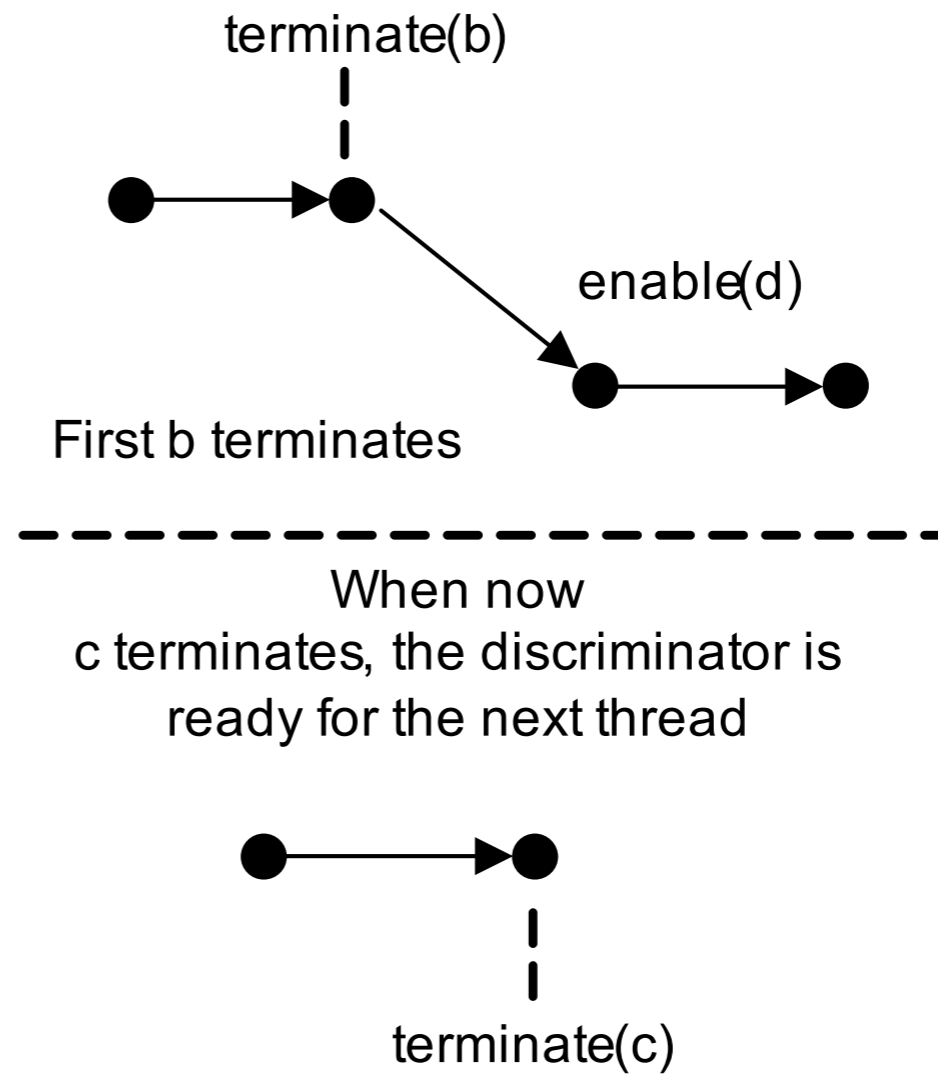 terminate(b)
enable(d)
First b terminates
When now
c terminates, the discriminator is
ready for the next thread
terminate(c)